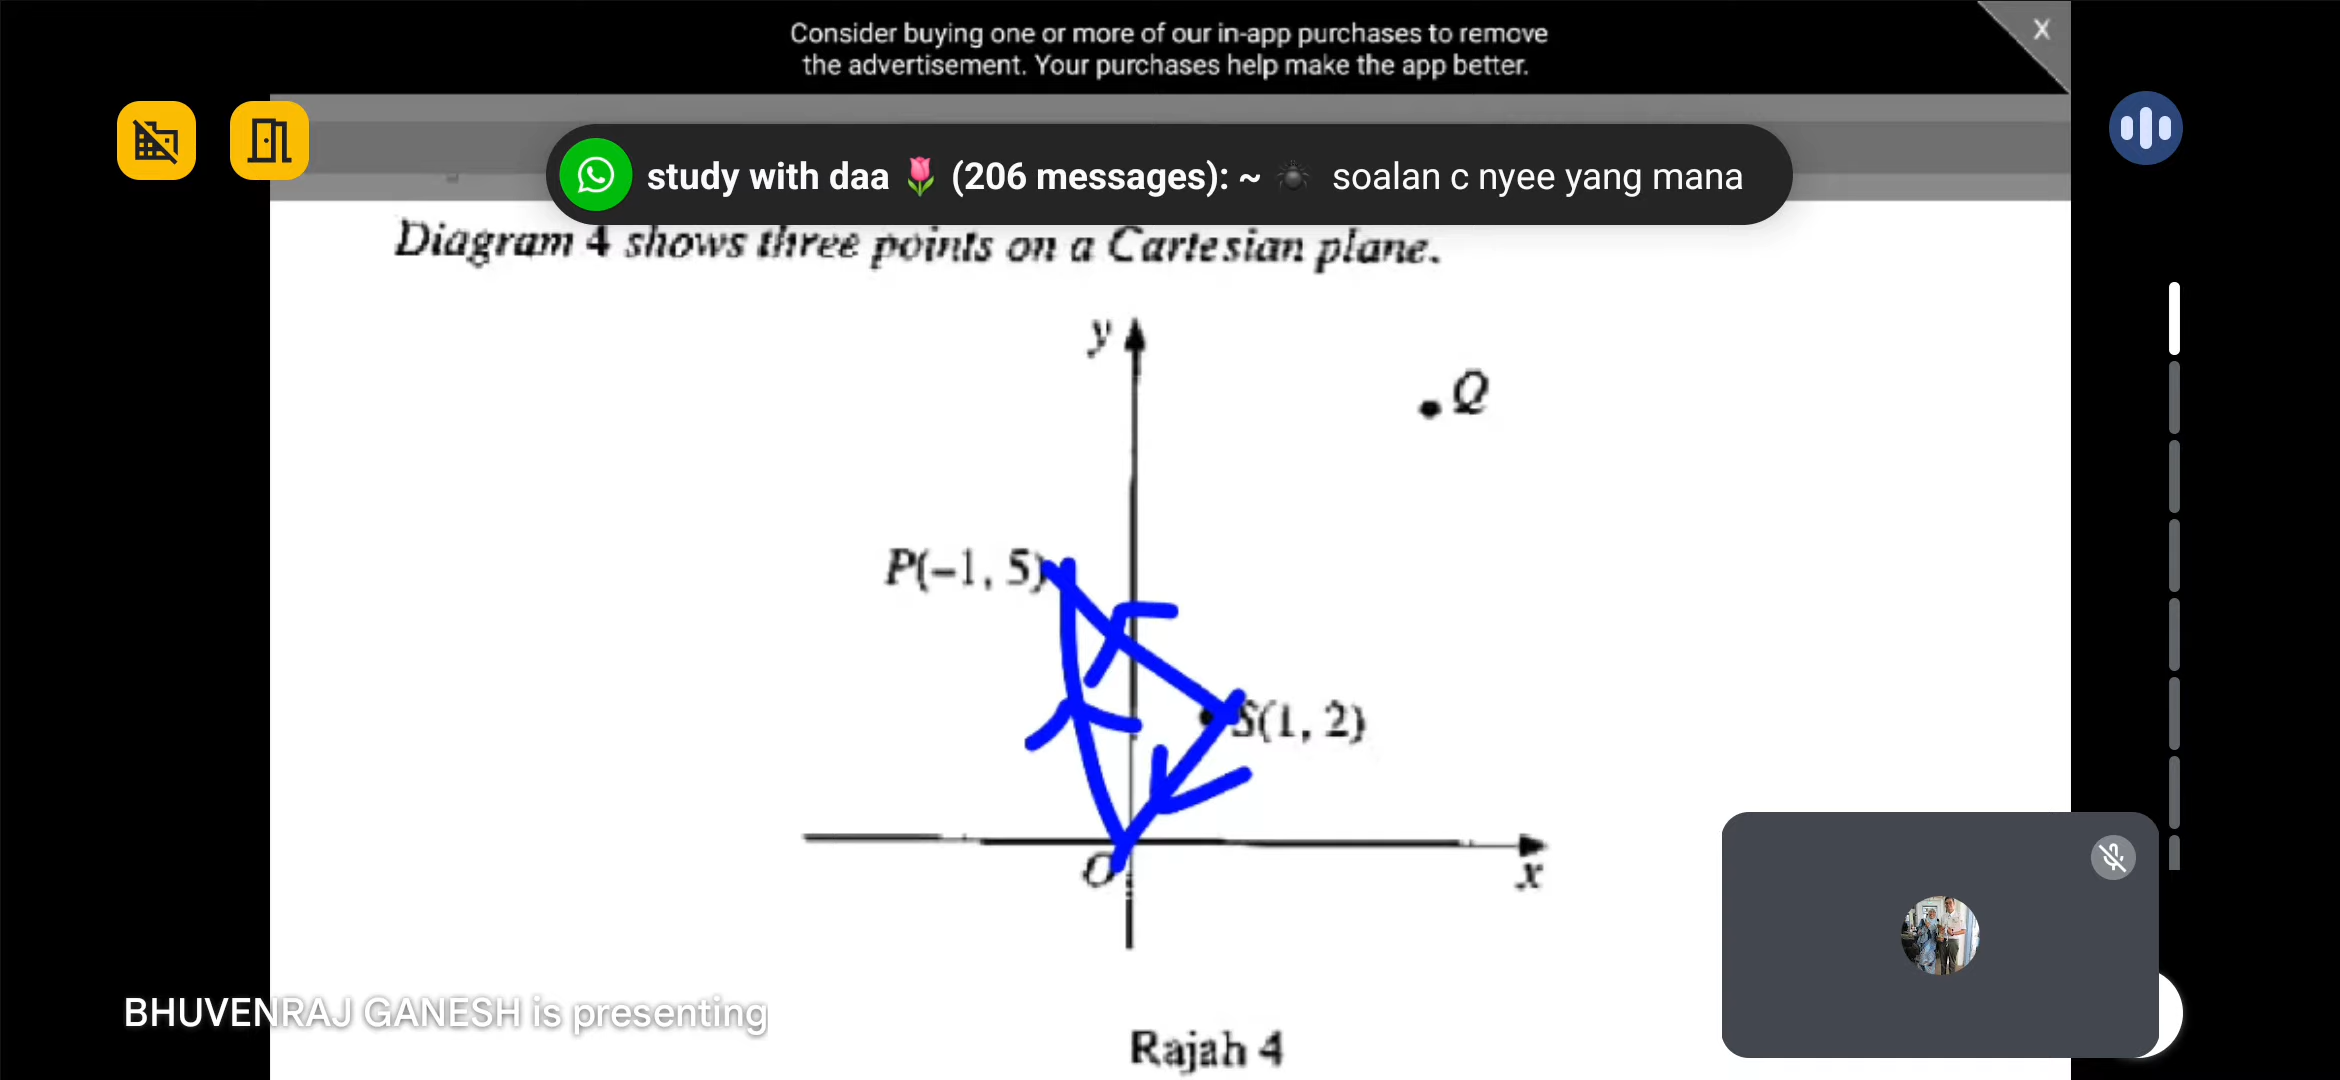 Consider buying one or more of our in-app purchases to remove
the advertisement. Your purchases help make the app better.
X
study with daa 🌷 (206 messages): ~ 🕷 soalan c nyee yang mana
Diagram 4 shows three points on a Cartesian plane.
y
Q
P(−1, 5)
S(1, 2)
O
x
BHUVENRAJ GANESH is presenting
Rajah 4